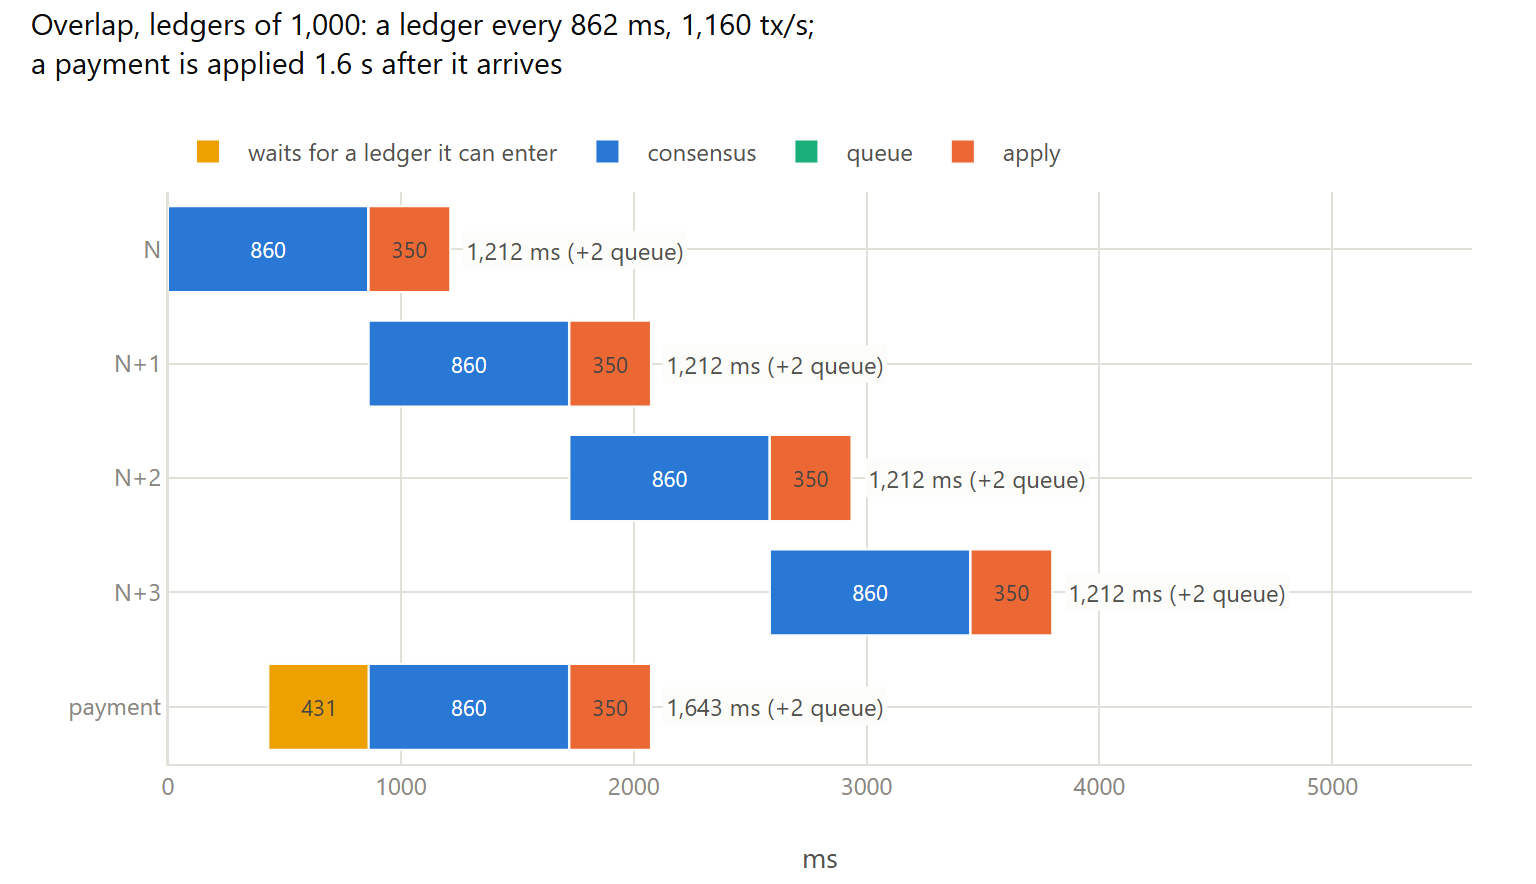 Overlap, ledgers of 1,000: a ledger every 862 ms, 1,160 tx/s;
a payment is applied 1.6 s after it arrives
waits for a ledger it can enter consensus queue apply
N 860 350 1,212 ms (+2 queue)
N+1 860 350 1,212 ms (+2 queue)
N+2 860 350 1,212 ms (+2 queue)
N+3 860 350 1,212 ms (+2 queue)
payment 431 860 350 1,643 ms (+2 queue)
0 1000 2000 3000 4000 5000
ms